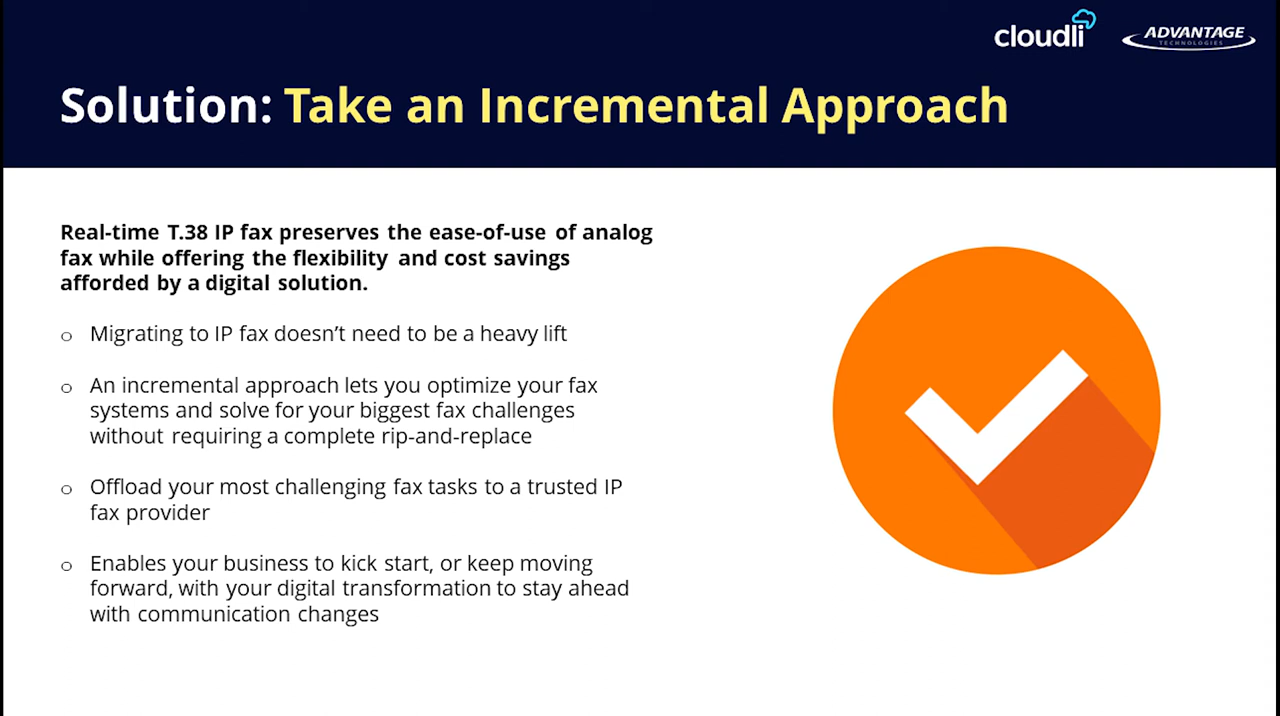 cloudli
ADVANTAGE
TECHNOLOGIES
Solution: Take an Incremental Approach
Real-time T.38 IP fax preserves the ease-of-use of analog
fax while offering the flexibility and cost savings
afforded by a digital solution.
o Migrating to IP fax doesn’t need to be a heavy lift
o An incremental approach lets you optimize your fax
systems and solve for your biggest fax challenges
without requiring a complete rip-and-replace
o Offload your most challenging fax tasks to a trusted IP
fax provider
o Enables your business to kick start, or keep moving
forward, with your digital transformation to stay ahead
with communication changes